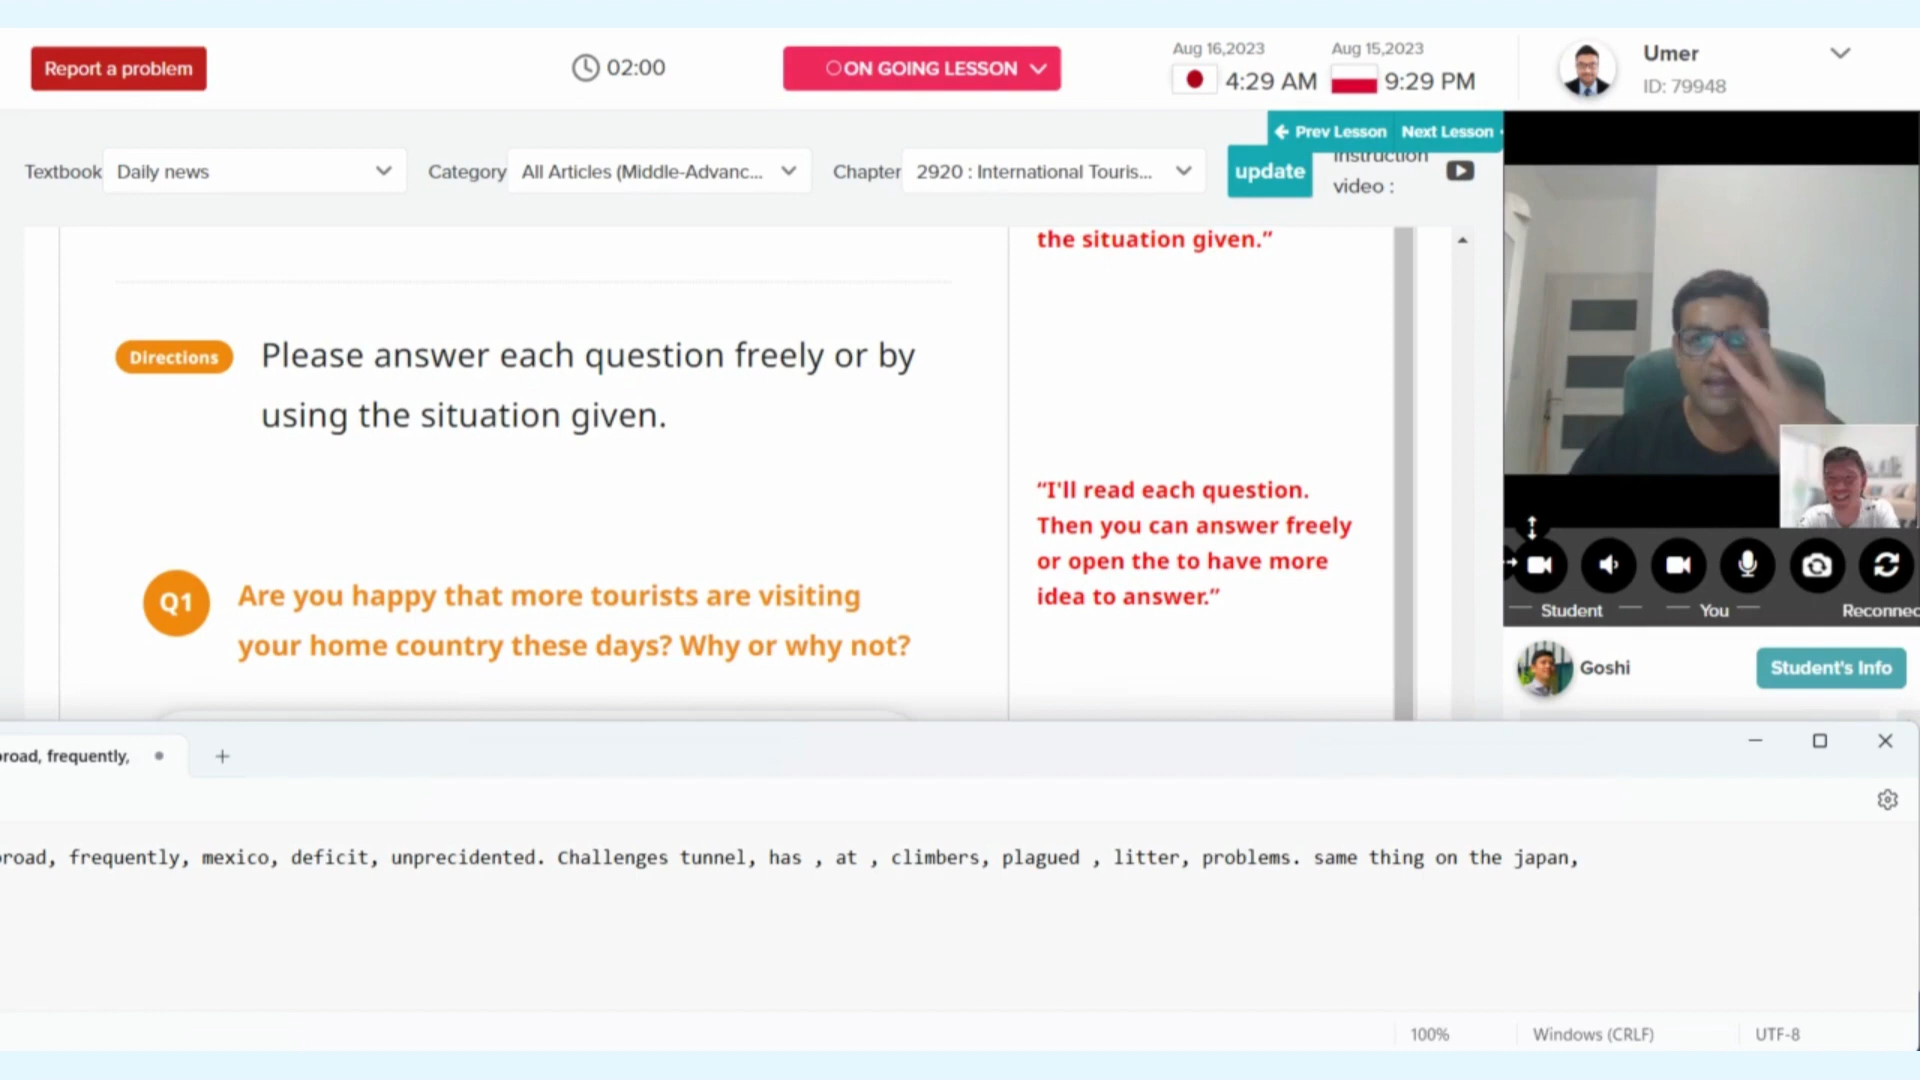 Report a problem
02:00
ON GOING LESSON
Aug 16,2023
4:29 AM
Aug 15,2023
9:29 PM
Umer
ID: 79948
Prev Lesson
Next Lesson
Textbook
Daily news
Category
All Articles (Middle-Advanc...
Chapter
2920 : International Touris...
update
Instruction
video :
the situation given.”
Directions
Please answer each question freely or by
using the situation given.
“I'll read each question.
Then you can answer freely
or open the to have more
idea to answer.”
Q1
Are you happy that more tourists are visiting
your home country these days? Why or why not?
Student
You
Reconnec
Goshi
Student's Info
road, frequently,
road, frequently, mexico, deficit, unprecidented. Challenges tunnel, has , at , climbers, plagued , litter, problems. same thing on the japan,
100%
Windows (CRLF)
UTF-8